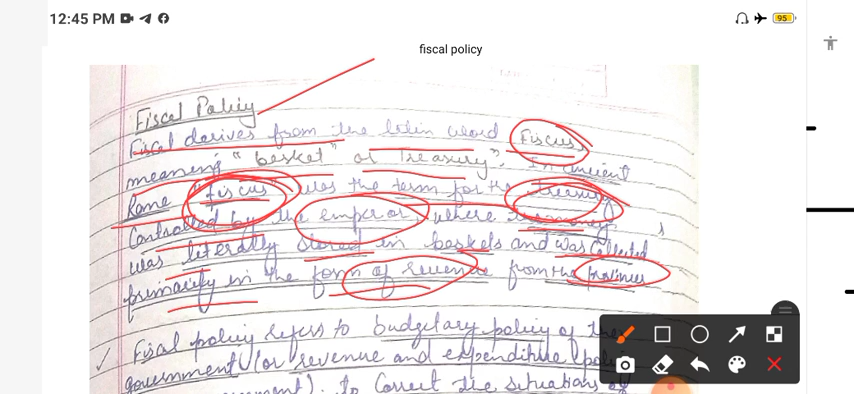 12:45 PM
95
fiscal policy
Fiscal Policy
Fiscal derives from the latin word Fiscus,
meaning "basket" or Treasury". In ancient
Rome "fiscus" was the term for the treasury
Controlled by the emperor, where
was literally stored in baskets and was collected
primarily in the form of revenue from the provinces
Fiscal policy refers to budgetary policy of the
government (or revenue and expenditure
to Correct the situations of